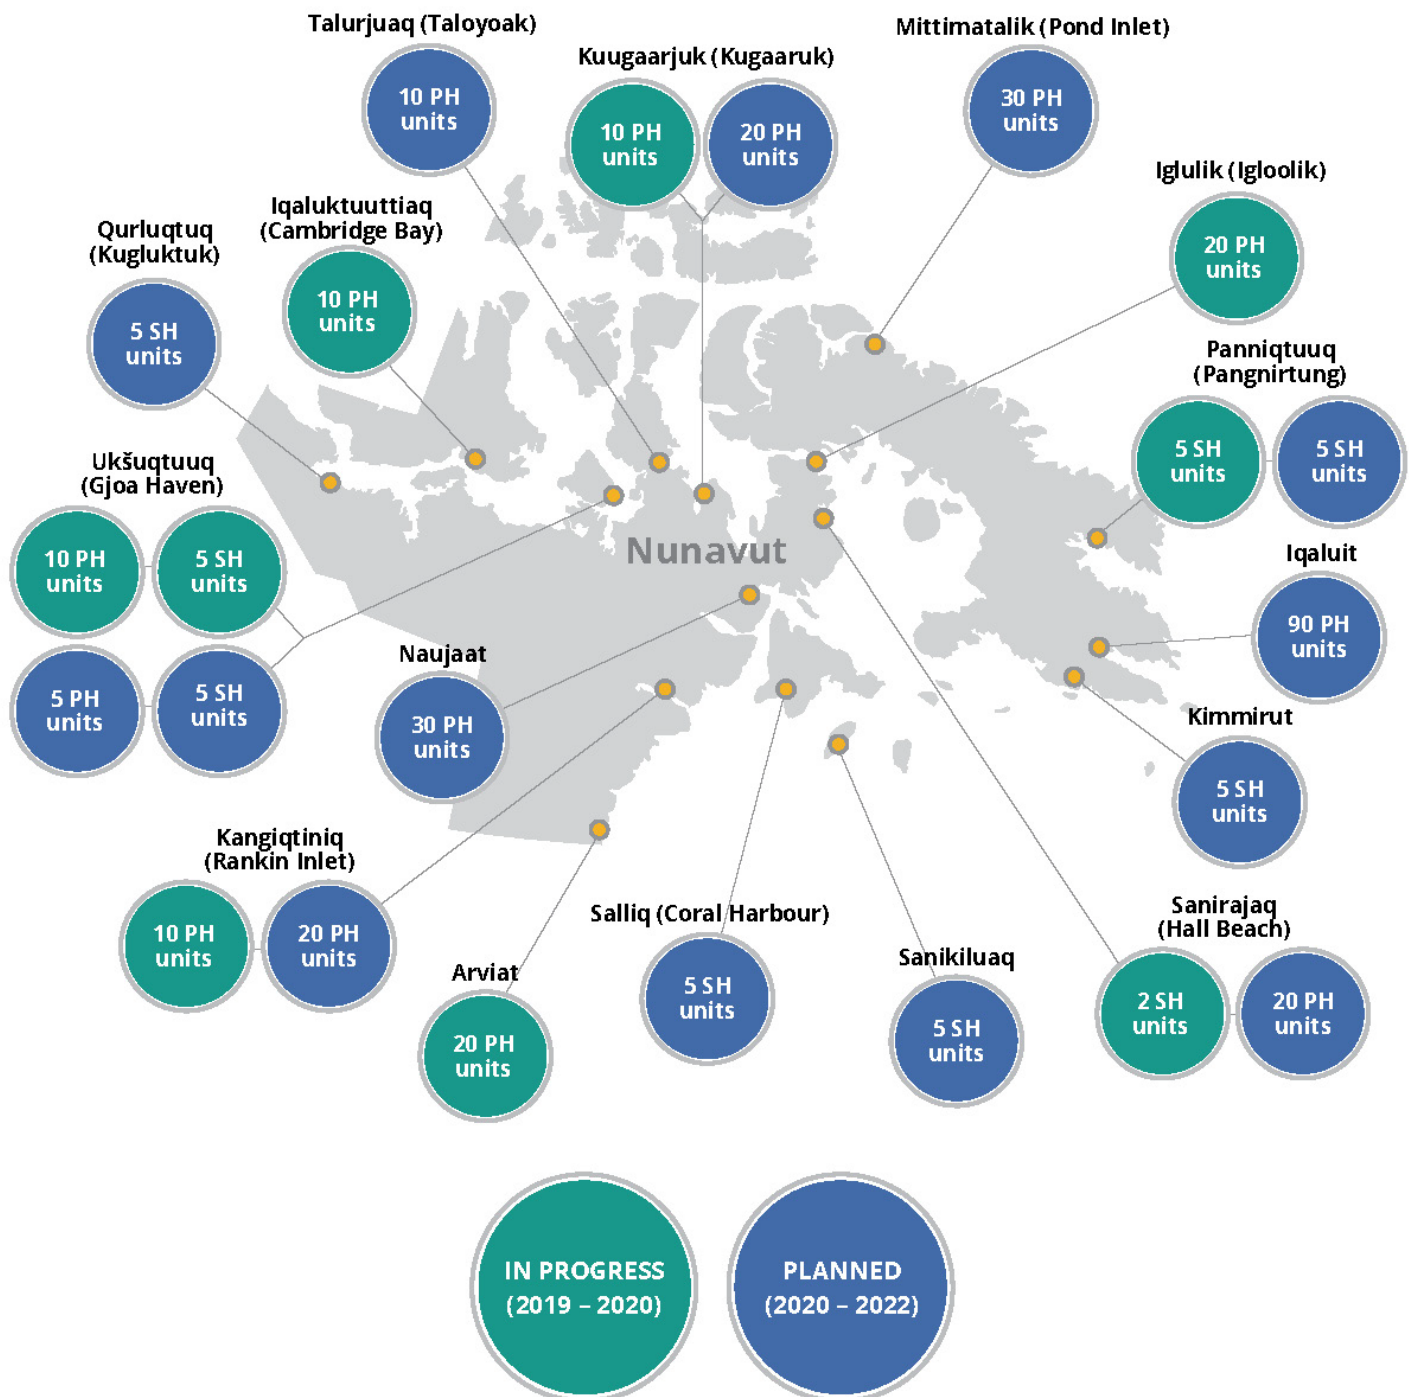 Talurjuaq (Taloyoak)
10 PH
units
Kuugaarjuk (Kugaaruk)
10 PH
units
20 PH
units
Mittimatalik (Pond Inlet)
30 PH
units
Iglulik (Igloolik)
20 PH
units
Iqaluktuuttiaq
(Cambridge Bay)
10 PH
units
Qurluqtuq
(Kugluktuk)
5 SH
units
Panniqtuuq
(Pangnirtung)
5 SH
units
5 SH
units
Ukšuqtuuq
(Gjoa Haven)
10 PH
units
5 SH
units
5 PH
units
5 SH
units
Nunavut
Iqaluit
90 PH
units
Naujaat
30 PH
units
Kimmirut
5 SH
units
Kangiqtiniq
(Rankin Inlet)
10 PH
units
20 PH
units
Arviat
20 PH
units
Salliq (Coral Harbour)
5 SH
units
Sanikiluaq
5 SH
units
Sanirajaq
(Hall Beach)
2 SH
units
20 PH
units
IN PROGRESS
(2019 – 2020)
PLANNED
(2020 – 2022)